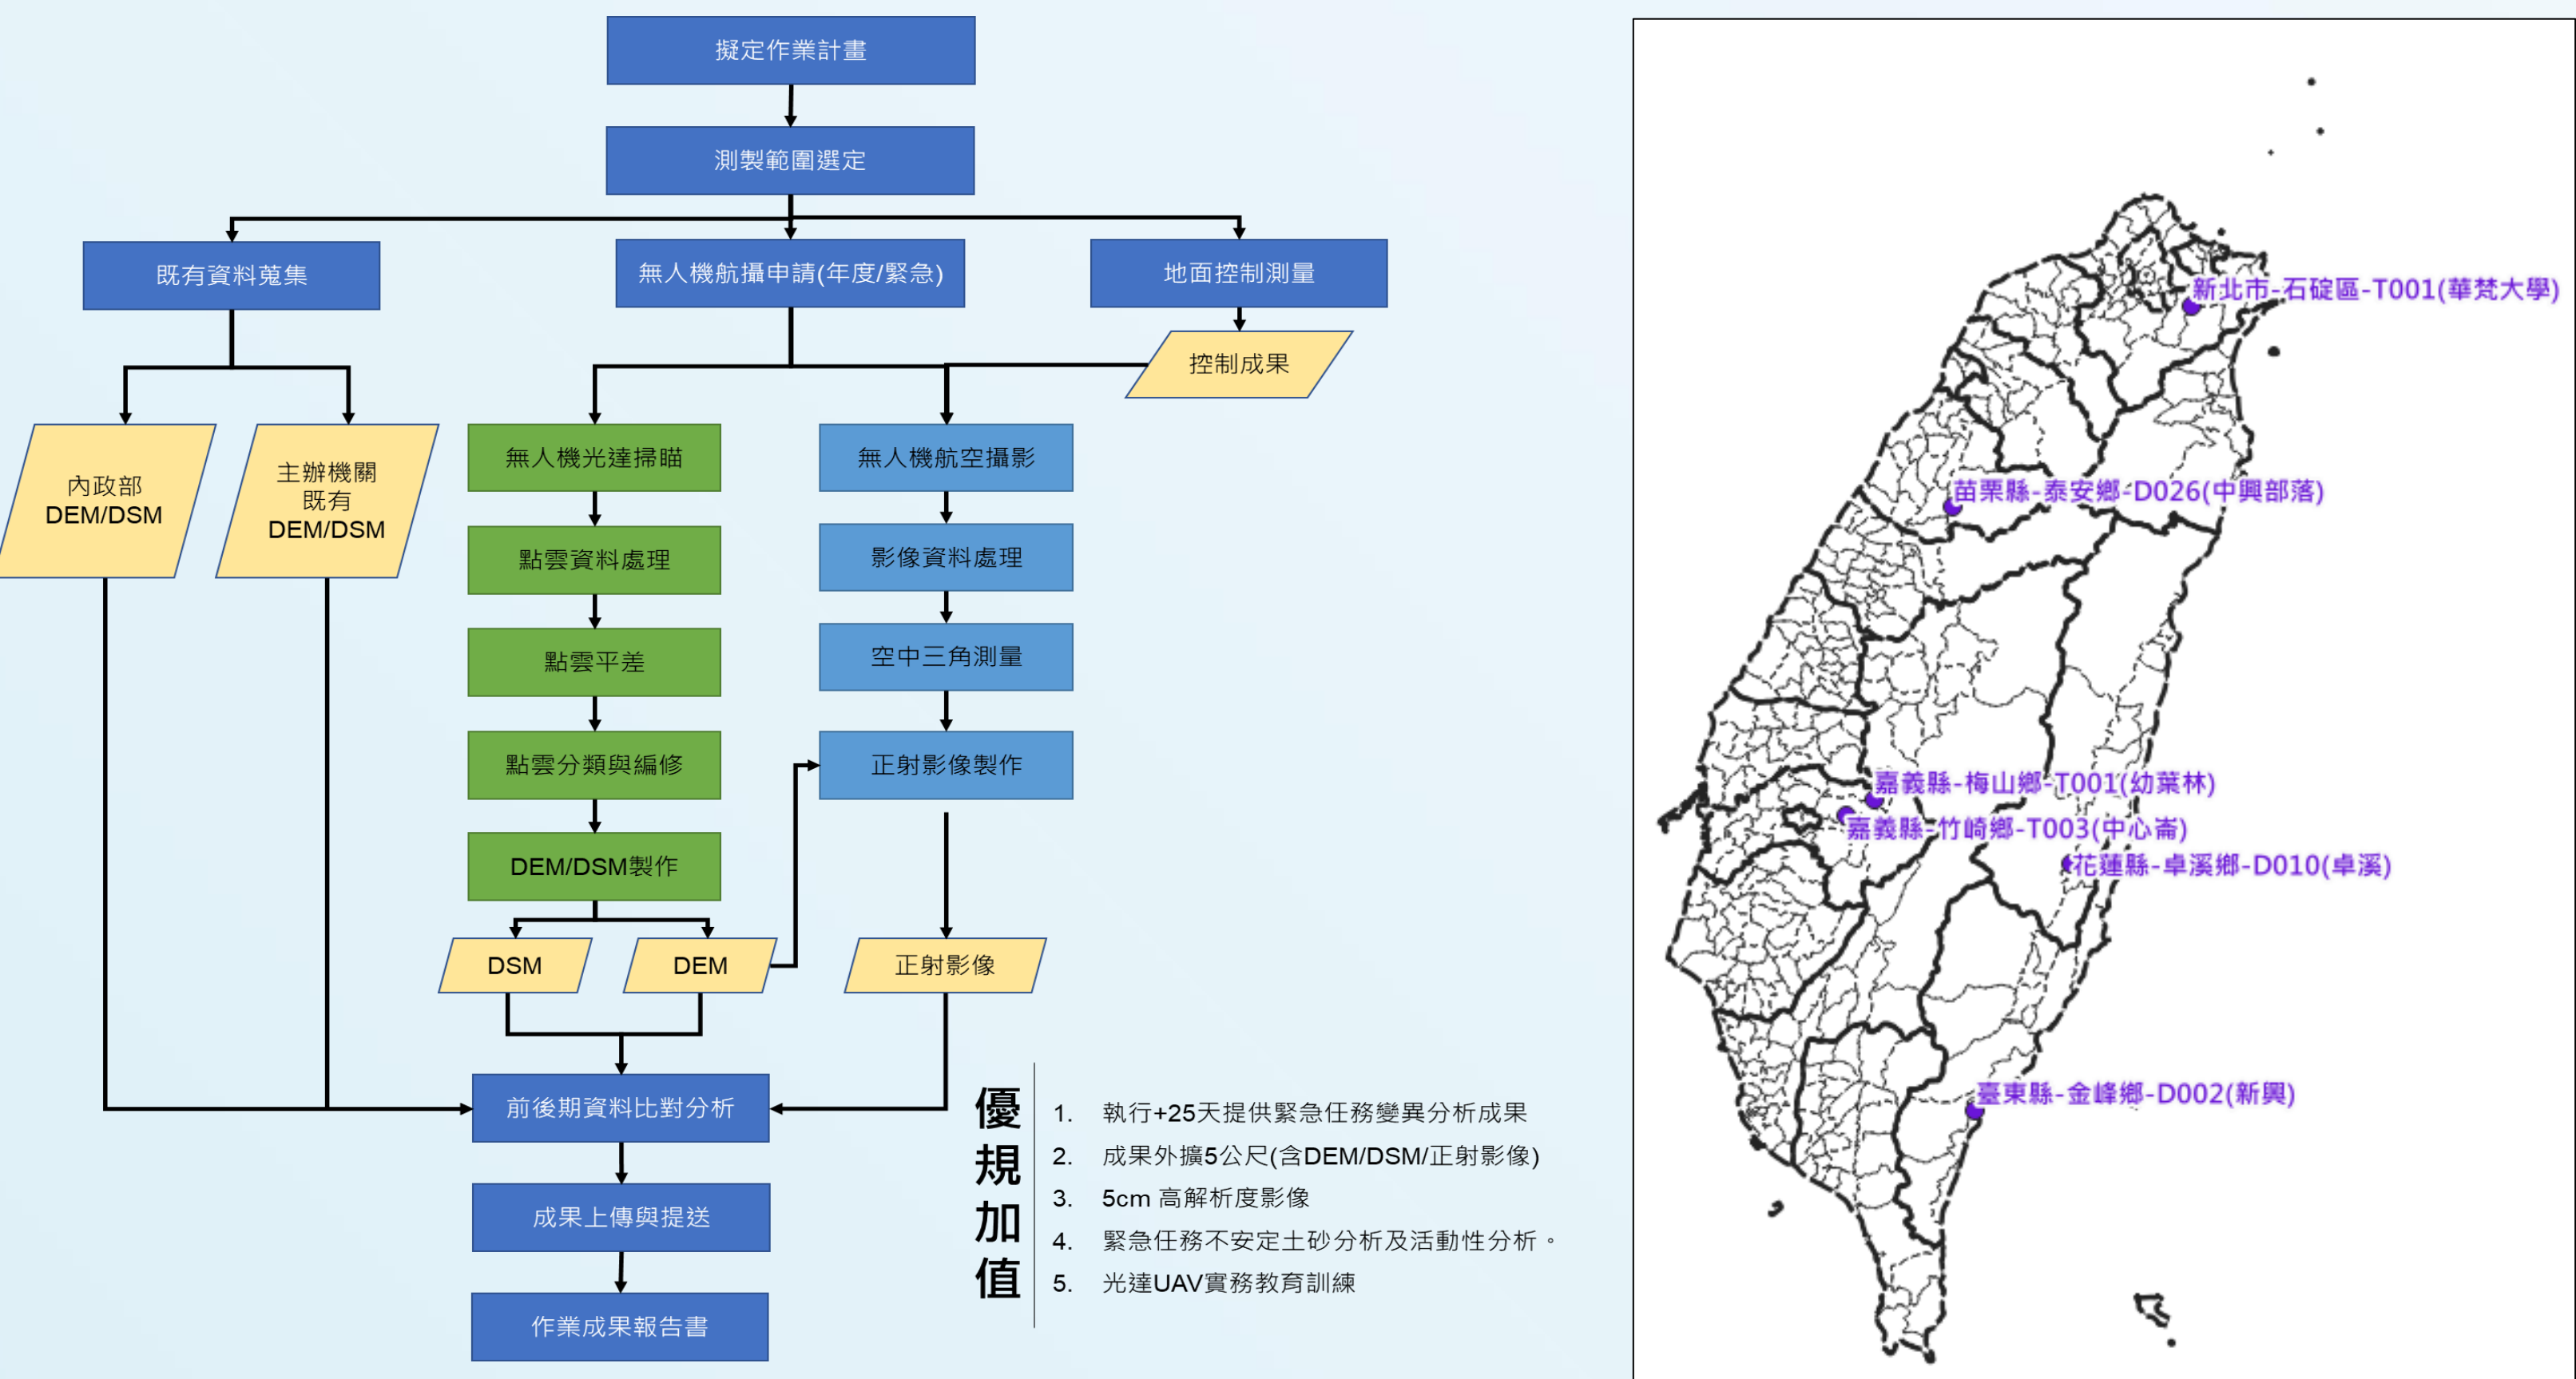 擬定作業計畫
測製範圍選定
既有資料蒐集
無人機航攝申請(年度/緊急)
地面控制測量
控制成果
內政部
DEM/DSM
主辦機關
既有
DEM/DSM
無人機光達掃瞄
點雲資料處理
點雲平差
點雲分類與編修
DEM/DSM製作
無人機航空攝影
影像資料處理
空中三角測量
正射影像製作
DSM
DEM
正射影像
前後期資料比對分析
成果上傳與提送
作業成果報告書
優規加值
1. 執行+25天提供緊急任務變異分析成果
2. 成果外擴5公尺(含DEM/DSM/正射影像)
3. 5cm 高解析度影像
4. 緊急任務不安定土砂分析及活動性分析。
5. 光達UAV實務教育訓練
新北市-石碇區-T001(華梵大學)
苗栗縣-泰安鄉-D026(中興部落)
嘉義縣-梅山鄉-T001(幼葉林)
嘉義縣-竹崎鄉-T003(中心崙)
花蓮縣-卓溪鄉-D010(卓溪)
臺東縣-金峰鄉-D002(新興)